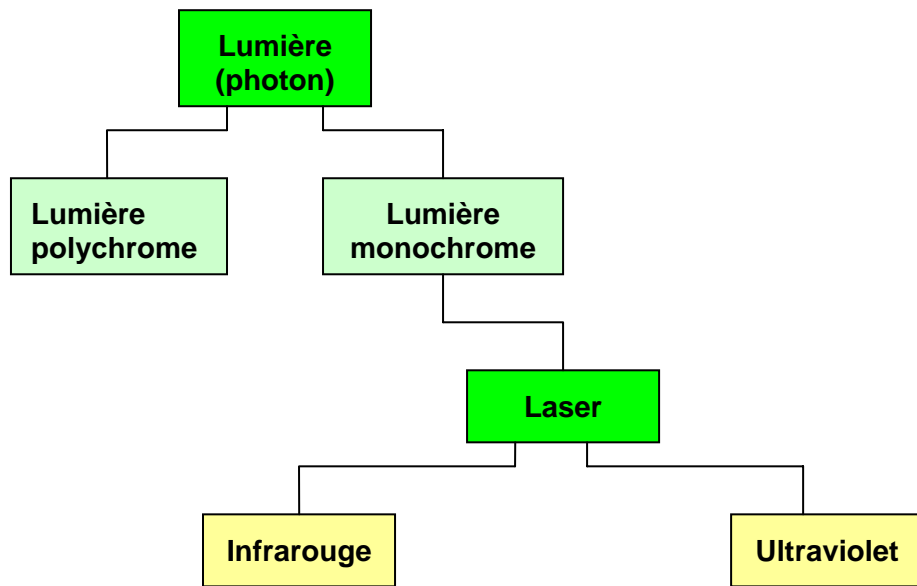 Lumière
(photon)
Lumière
polychrome
Lumière
monochrome
Laser
Infrarouge
Ultraviolet